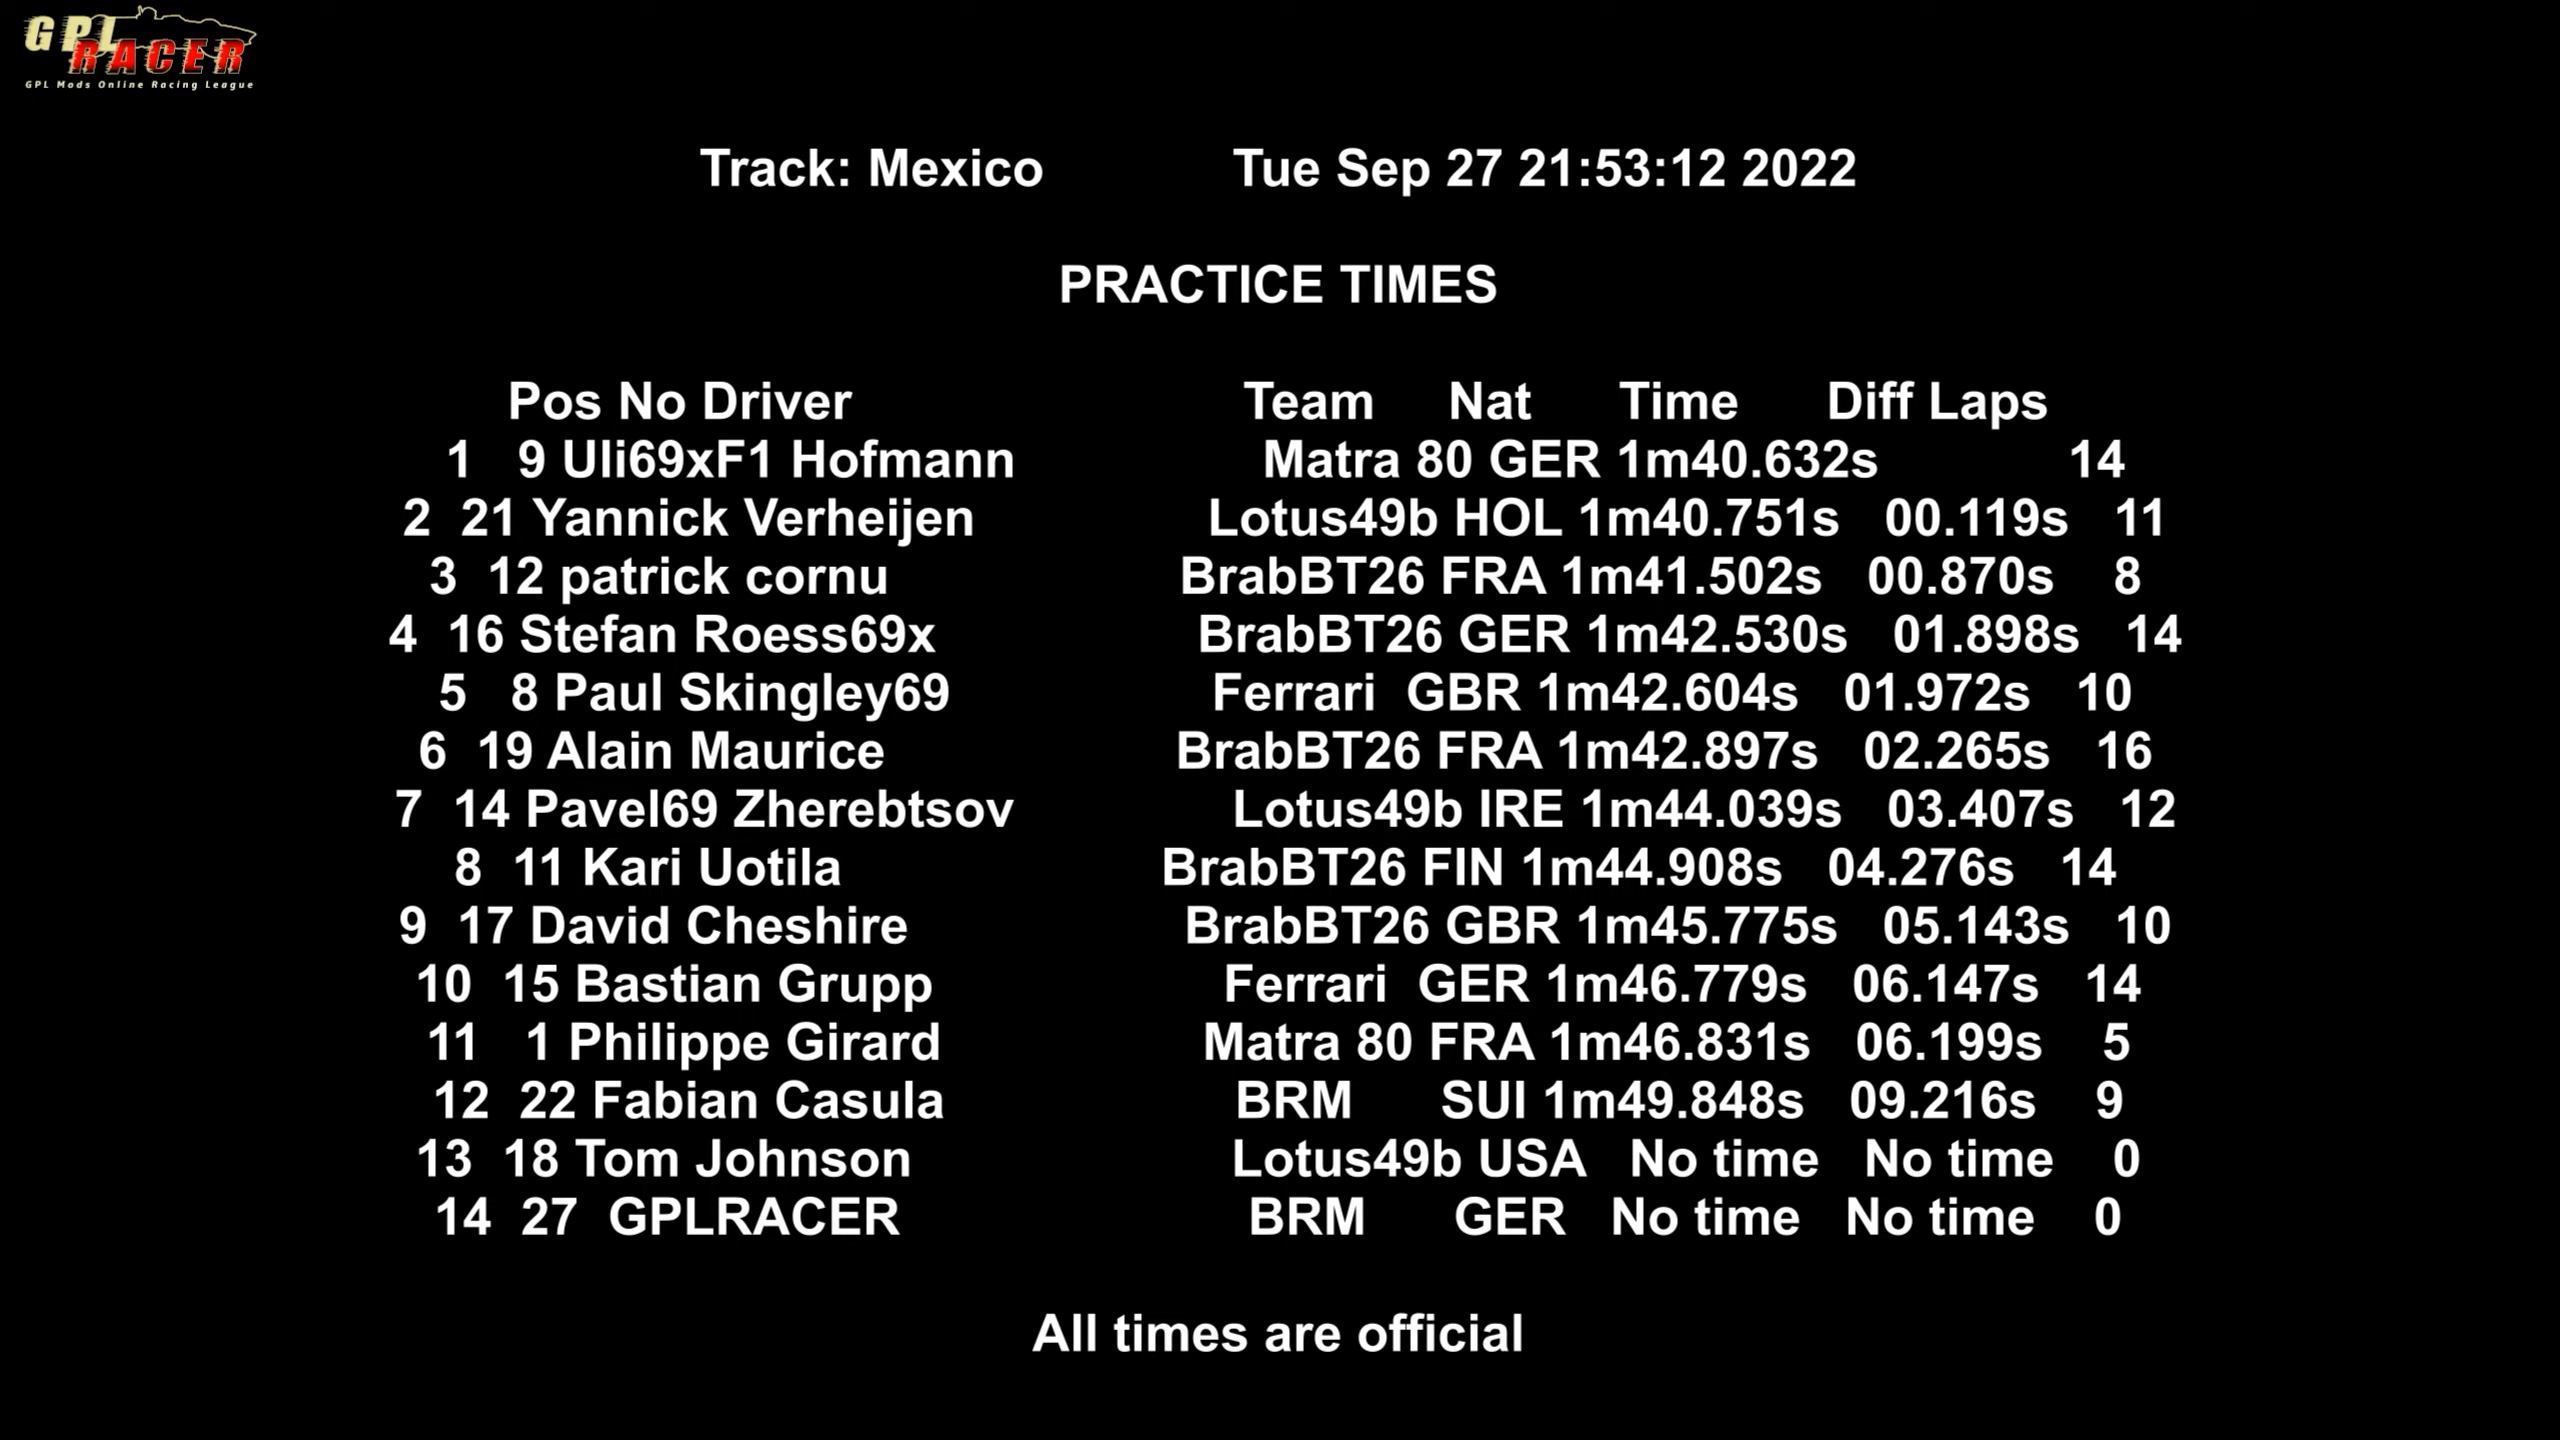 GPL
RACER
GPL Mods Online Racing League
Track: Mexico Tue Sep 27 21:53:12 2022
PRACTICE TIMES
Pos No Driver Team Nat Time Diff Laps
1 9 Uli69xF1 Hofmann Matra 80 GER 1m40.632s 14
2 21 Yannick Verheijen Lotus49b HOL 1m40.751s 00.119s 11
3 12 patrick cornu BrabBT26 FRA 1m41.502s 00.870s 8
4 16 Stefan Roess69x BrabBT26 GER 1m42.530s 01.898s 14
5 8 Paul Skingley69 Ferrari GBR 1m42.604s 01.972s 10
6 19 Alain Maurice BrabBT26 FRA 1m42.897s 02.265s 16
7 14 Pavel69 Zherebtsov Lotus49b IRE 1m44.039s 03.407s 12
8 11 Kari Uotila BrabBT26 FIN 1m44.908s 04.276s 14
9 17 David Cheshire BrabBT26 GBR 1m45.775s 05.143s 10
10 15 Bastian Grupp Ferrari GER 1m46.779s 06.147s 14
11 1 Philippe Girard Matra 80 FRA 1m46.831s 06.199s 5
12 22 Fabian Casula BRM SUI 1m49.848s 09.216s 9
13 18 Tom Johnson Lotus49b USA No time No time 0
14 27 GPLRACER BRM GER No time No time 0
All times are official